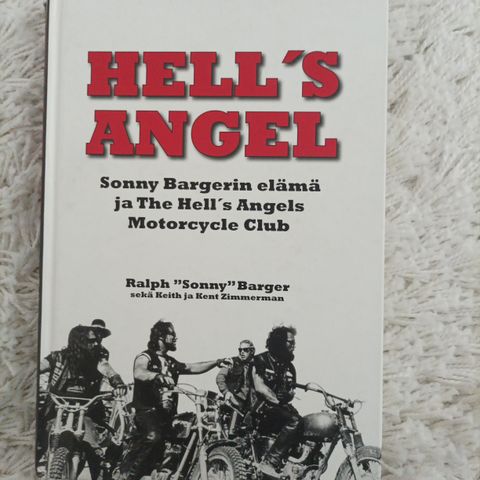 HELL´S
ANGEL
Sonny Bargerin elämä
ja The Hell´s Angels
Motorcycle Club
Ralph ”Sonny” Barger
sekä Keith ja Kent Zimmerman